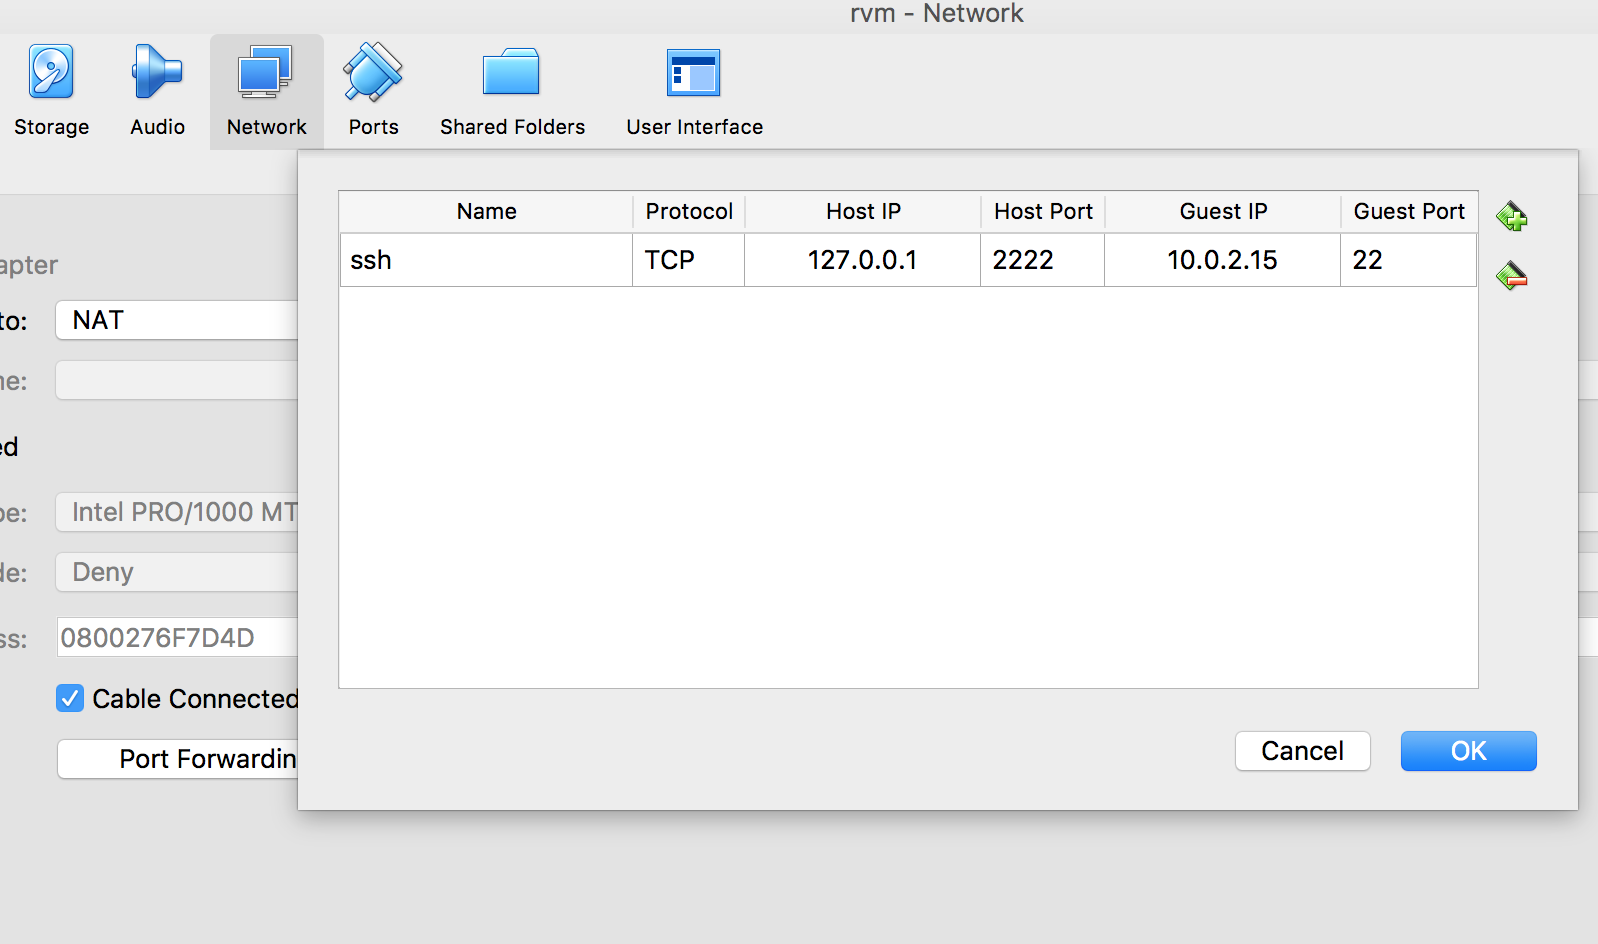 rvm - Network
Storage Audio Network Ports Shared Folders User Interface
Name Protocol Host IP Host Port Guest IP Guest Port
ssh TCP 127.0.0.1 2222 10.0.2.15 22
apter
to: NAT
ne:
ed
pe: Intel PRO/1000 MT
de: Deny
ss: 0800276F7D4D
Cable Connected
Port Forwardin
Cancel OK